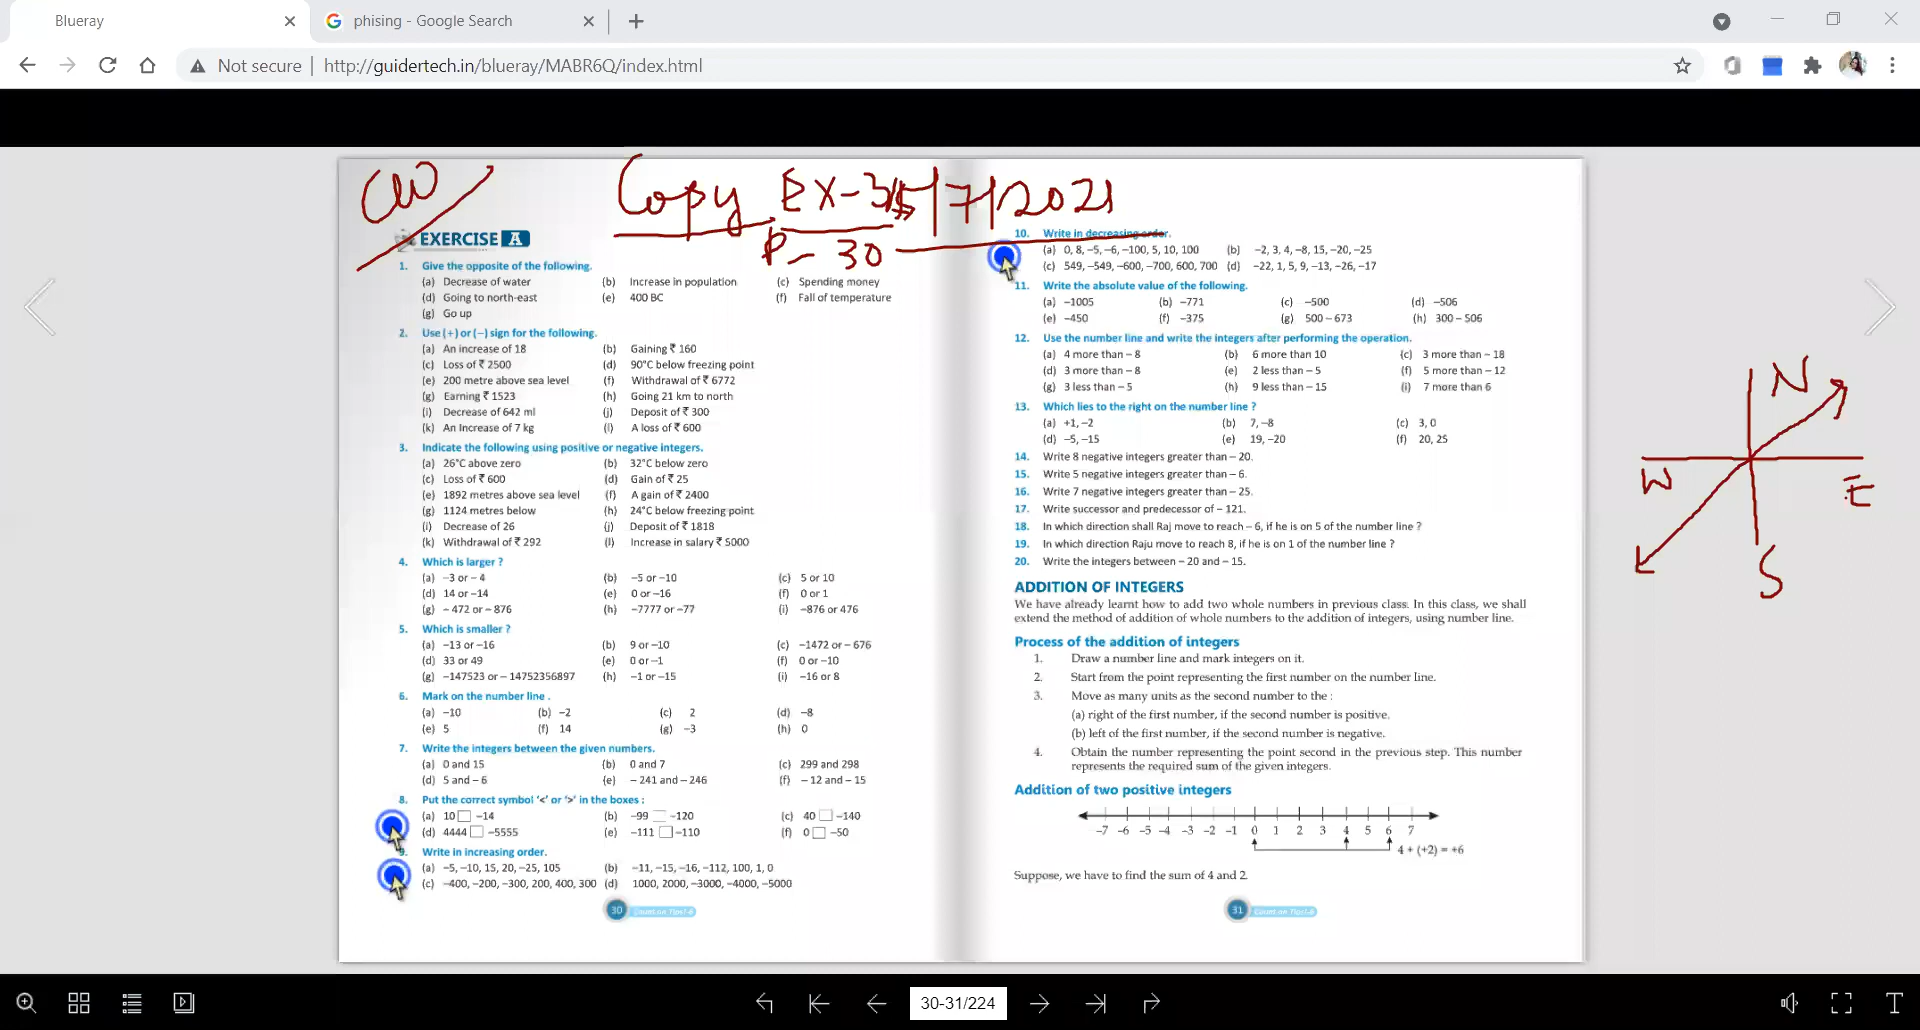 Blueray
phising - Google Search
Not secure | http://guidertech.in/blueray/MABR6Q/index.html
CW
Copy EX-3 15/7/2021
P - 30
EXERCISE A
1. Give the opposite of the following.
(a) Decrease of water (b) Increase in population (c) Spending money
(d) Going to north-east (e) 400 BC (f) Fall of temperature
(g) Go up
2. Use (+) or (−) sign for the following.
(a) An increase of 18 (b) Gaining ₹ 160
(c) Loss of ₹ 2500 (d) 90°C below freezing point
(e) 200 metre above sea level (f) Withdrawal of ₹ 6772
(g) Earning ₹ 1523 (h) Going 21 km to north
(i) Decrease of 642 ml (j) Deposit of ₹ 300
(k) An Increase of 7 kg (l) A loss of ₹ 600
3. Indicate the following using positive or negative integers.
(a) 26°C above zero (b) 32°C below zero
(c) Loss of ₹ 600 (d) Gain of ₹ 25
(e) 1892 metres above sea level (f) A gain of ₹ 2400
(g) 1124 metres below (h) 24°C below freezing point
(i) Decrease of 26 (j) Deposit of ₹ 1818
(k) Withdrawal of ₹ 292 (l) Increase in salary ₹ 5000
4. Which is larger ?
(a) −3 or − 4 (b) −5 or −10 (c) 5 or 10
(d) 14 or −14 (e) 0 or −16 (f) 0 or 1
(g) − 472 or − 876 (h) −7777 or −77 (i) −876 or 476
5. Which is smaller ?
(a) −13 or −16 (b) 9 or −10 (c) −1472 or − 676
(d) 33 or 49 (e) 0 or −1 (f) 0 or −10
(g) −147523 or − 14752356897 (h) −1 or −15 (i) −16 or 8
6. Mark on the number line .
(a) −10 (b) −2 (c) 2 (d) −8
(e) 5 (f) 14 (g) −3 (h) 0
7. Write the integers between the given numbers.
(a) 0 and 15 (b) 0 and 7 (c) 299 and 298
(d) 5 and − 6 (e) − 241 and − 246 (f) − 12 and − 15
8. Put the correct symbol '<' or '>' in the boxes :
(a) 10 □ −14 (b) −99 □ −120 (c) 40 □ −140
(d) 4444 □ −5555 (e) −111 □ −110 (f) 0 □ −50
9. Write in increasing order.
(a) −5, −10, 15, 20, −25, 105 (b) −11, −15, −16, −112, 100, 1, 0
(c) −400, −200, −300, 200, 400, 300 (d) 1000, 2000, −3000, −4000, −5000
30 Count on Tips!-6
10. Write in decreasing order.
(a) 0, 8, −5, −6, −100, 5, 10, 100 (b) −2, 3, 4, −8, 15, −20, −25
(c) 549, −549, −600, −700, 600, 700 (d) −22, 1, 5, 9, −13, −26, −17
11. Write the absolute value of the following.
(a) −1005 (b) −771 (c) −500 (d) −506
(e) −450 (f) −375 (g) 500 − 673 (h) 300 − 506
12. Use the number line and write the integers after performing the operation.
(a) 4 more than − 8 (b) 6 more than 10 (c) 3 more than − 18
(d) 3 more than − 8 (e) 2 less than − 5 (f) 5 more than − 12
(g) 3 less than − 5 (h) 9 less than − 15 (i) 7 more than 6
13. Which lies to the right on the number line ?
(a) +1, −2 (b) 7, −8 (c) 3, 0
(d) −5, −15 (e) 19, −20 (f) 20, 25
14. Write 8 negative integers greater than − 20.
15. Write 5 negative integers greater than − 6.
16. Write 7 negative integers greater than − 25.
17. Write successor and predecessor of − 121.
18. In which direction shall Raj move to reach − 6, if he is on 5 of the number line ?
19. In which direction Raju move to reach 8, if he is on 1 of the number line ?
20. Write the integers between − 20 and − 15.
ADDITION OF INTEGERS
We have already learnt how to add two whole numbers in previous class. In this class, we shall
extend the method of addition of whole numbers to the addition of integers, using number line.
Process of the addition of integers
1. Draw a number line and mark integers on it.
2. Start from the point representing the first number on the number line.
3. Move as many units as the second number to the :
(a) right of the first number, if the second number is positive.
(b) left of the first number, if the second number is negative.
4. Obtain the number representing the point second in the previous step. This number
represents the required sum of the given integers.
Addition of two positive integers
−7 −6 −5 −4 −3 −2 −1 0 1 2 3 4 5 6 7
4 + (+2) = +6
Suppose, we have to find the sum of 4 and 2.
31 Count on Tips!-6
N
W
E
S
30-31/224
T